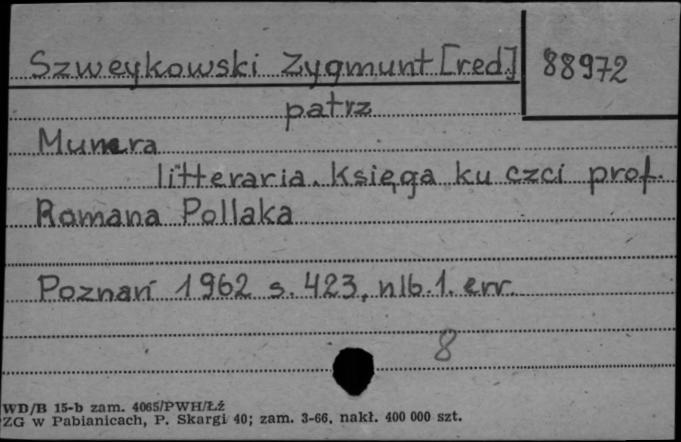 Szweykowski Zygmunt [red.] 88972
patrz
Munera
litteraria. Księga ku czci prof.
Romana Pollaka
Poznań 1962 s. 423, nlb. 1. err.
8
WD/B 15-b zam. 4065/PWH/Łź
ZG w Pabianicach, P. Skargi 40; zam. 3-66, nakł. 400 000 szt.